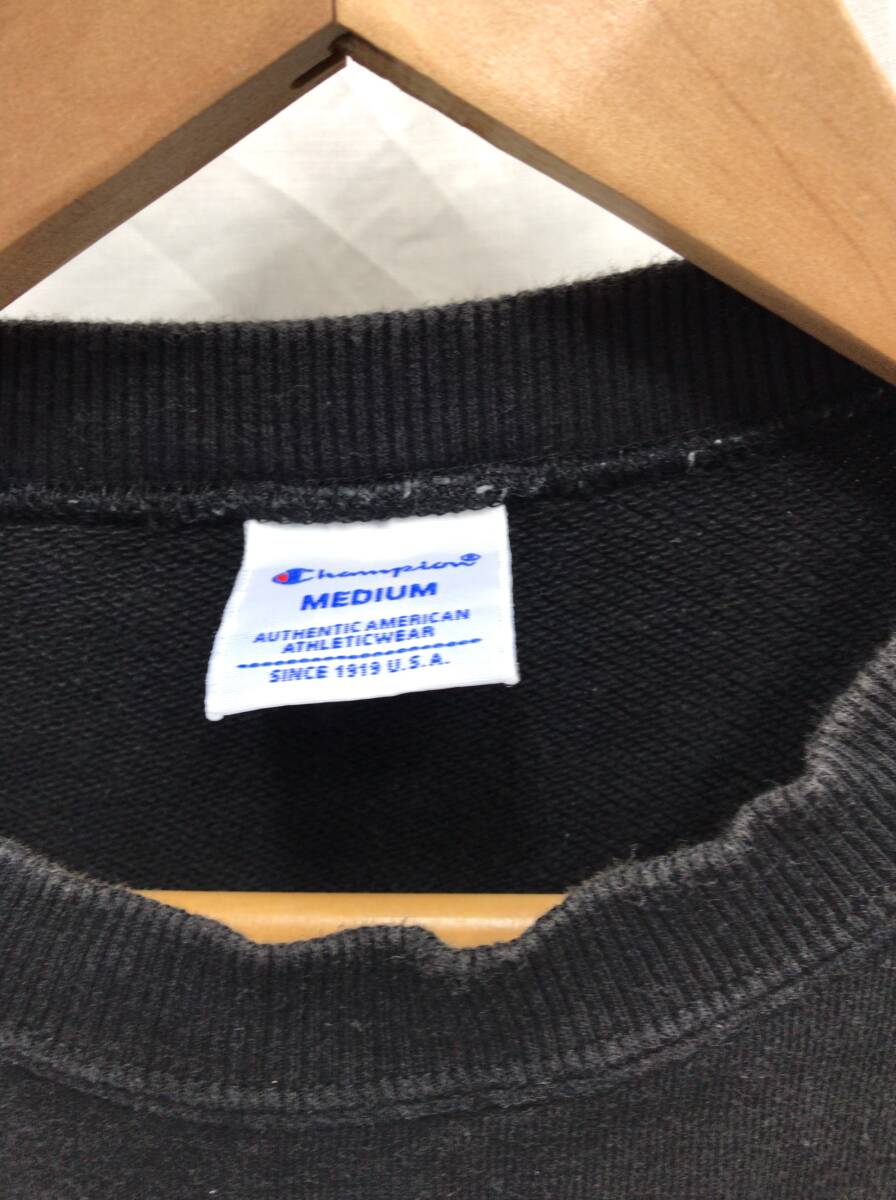 Champion®
MEDIUM
AUTHENTIC AMERICAN
ATHLETICWEAR
SINCE 1919 U.S.A.